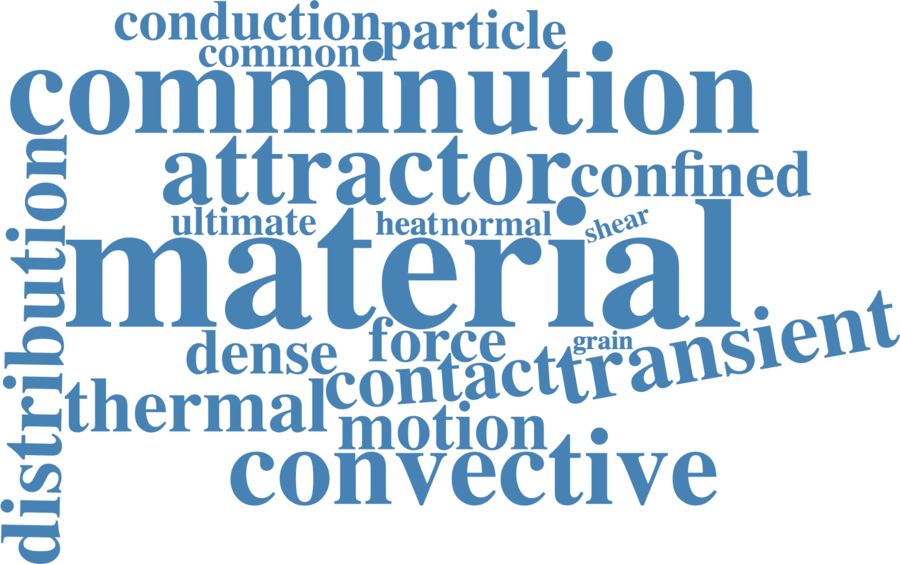 conduction particle
common
comminution
attractor confined
ultimate heat normal shear
material
distribution
dense force grain
transient
contact
thermal
motion
convective